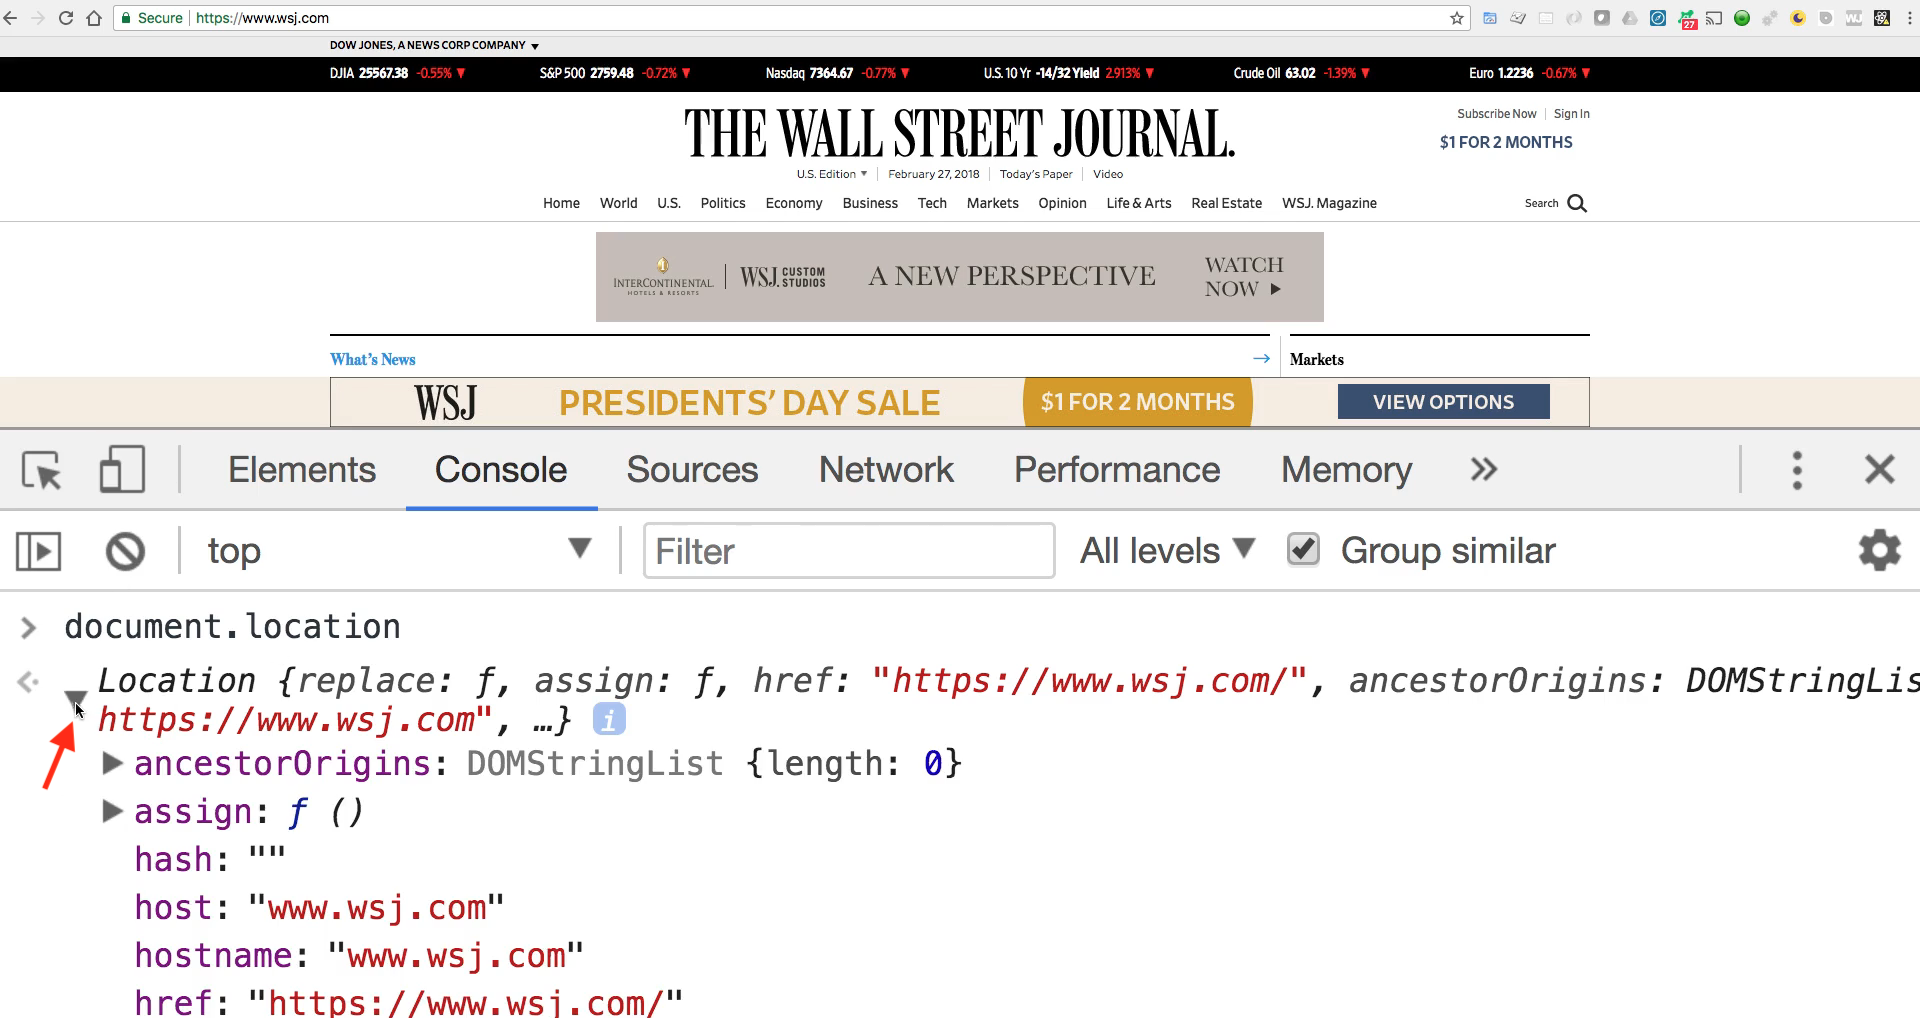 Secure https://www.wsj.com
27
DOW JONES, A NEWS CORP COMPANY
DJIA 25567.38 -0.55% S&P 500 2759.48 -0.72% Nasdaq 7364.67 -0.77% U.S. 10 Yr -14/32 Yield 2.913% Crude Oil 63.02 -1.39% Euro 1.2236 -0.67%
THE WALL STREET JOURNAL.
Subscribe Now Sign In
$1 FOR 2 MONTHS
U.S. Edition February 27, 2018 Today's Paper Video
Home World U.S. Politics Economy Business Tech Markets Opinion Life & Arts Real Estate WSJ. Magazine Search
INTERCONTINENTAL
HOTELS & RESORTS
WSJ. CUSTOM STUDIOS
A NEW PERSPECTIVE
WATCH
NOW
What's News → Markets
WSJ PRESIDENTS' DAY SALE $1 FOR 2 MONTHS VIEW OPTIONS
Elements Console Sources Network Performance Memory »
top Filter All levels Group similar
> document.location
Location {replace: ƒ, assign: ƒ, href: "https://www.wsj.com/", ancestorOrigins: DOMStringLis
https://www.wsj.com", …} i
ancestorOrigins: DOMStringList {length: 0}
assign: ƒ ()
hash: ""
host: "www.wsj.com"
hostname: "www.wsj.com"
href: "https://www.wsj.com/"